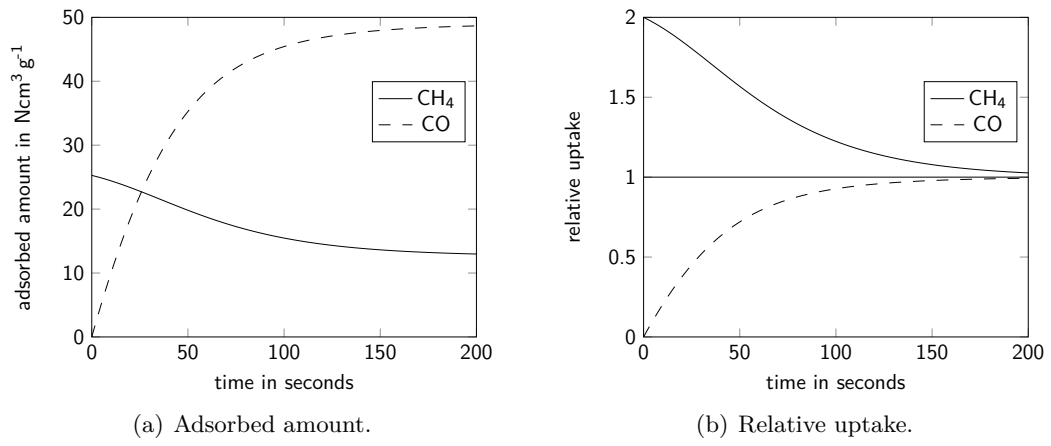 50
40
30
20
10
0
0 50 100 150 200
adsorbed amount in Ncm³ g⁻¹
time in seconds
CH₄
CO
(a) Adsorbed amount.
2
1.5
1
0.5
0
0 50 100 150 200
relative uptake
time in seconds
CH₄
CO
(b) Relative uptake.